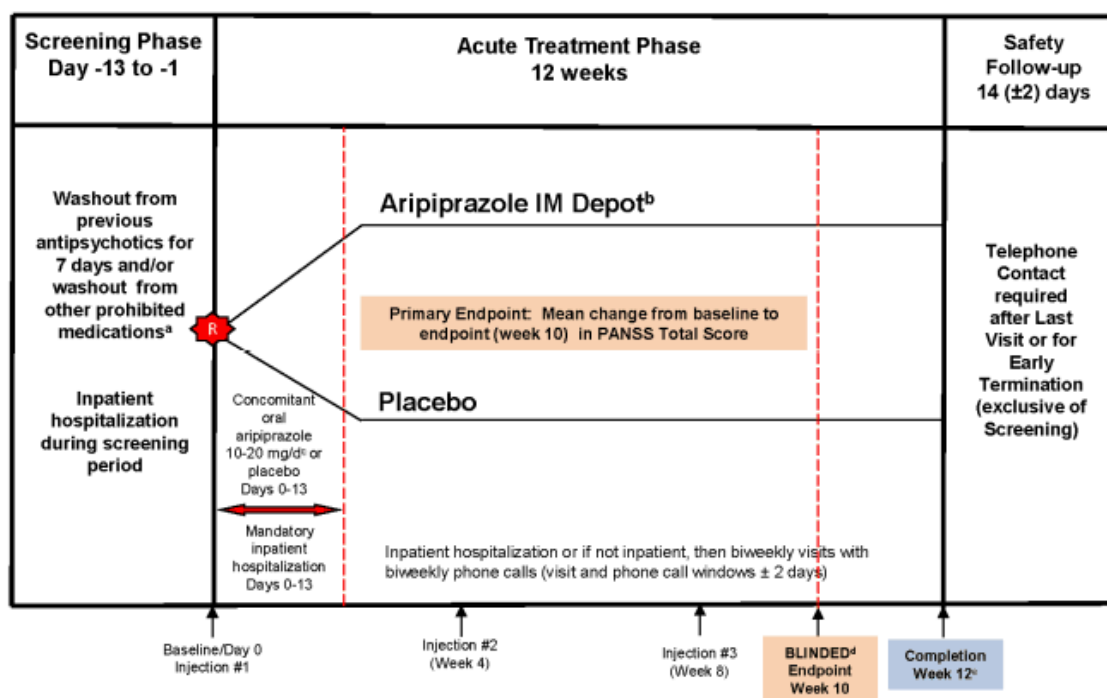 Screening Phase
Day -13 to -1
Acute Treatment Phase
12 weeks
Safety
Follow-up
14 (±2) days
Washout from
previous
antipsychotics for
7 days and/or
washout from
other prohibited
medicationsᵃ
Inpatient
hospitalization
during screening
period
R
Aripiprazole IM Depotᵇ
Primary Endpoint: Mean change from baseline to
endpoint (week 10) in PANSS Total Score
Placebo
Concomitant
oral
aripiprazole
10-20 mg/dᶜ or
placebo
Days 0-13
Mandatory
inpatient
hospitalization
Days 0-13
Inpatient hospitalization or if not inpatient, then biweekly visits with
biweekly phone calls (visit and phone call windows ± 2 days)
Telephone
Contact
required
after Last
Visit or for
Early
Termination
(exclusive of
Screening)
Baseline/Day 0
Injection #1
Injection #2
(Week 4)
Injection #3
(Week 8)
BLINDEDᵈ
Endpoint
Week 10
Completion
Week 12ᵉ